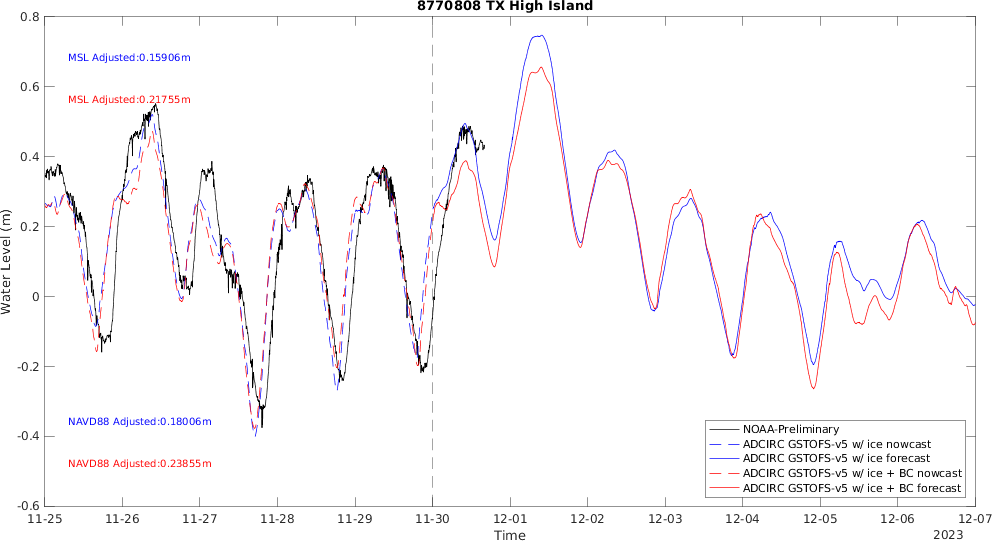 8770808 TX High Island
0.8
0.6
0.4
0.2
0
-0.2
-0.4
-0.6
Water Level (m)
MSL Adjusted:0.15906m
MSL Adjusted:0.21755m
NAVD88 Adjusted:0.18006m
NAVD88 Adjusted:0.23855m
NOAA-Preliminary
ADCIRC GSTOFS-v5 w/ ice nowcast
ADCIRC GSTOFS-v5 w/ ice forecast
ADCIRC GSTOFS-v5 w/ ice + BC nowcast
ADCIRC GSTOFS-v5 w/ ice + BC forecast
11-25 11-26 11-27 11-28 11-29 11-30 12-01 12-02 12-03 12-04 12-05 12-06 12-07
Time
2023